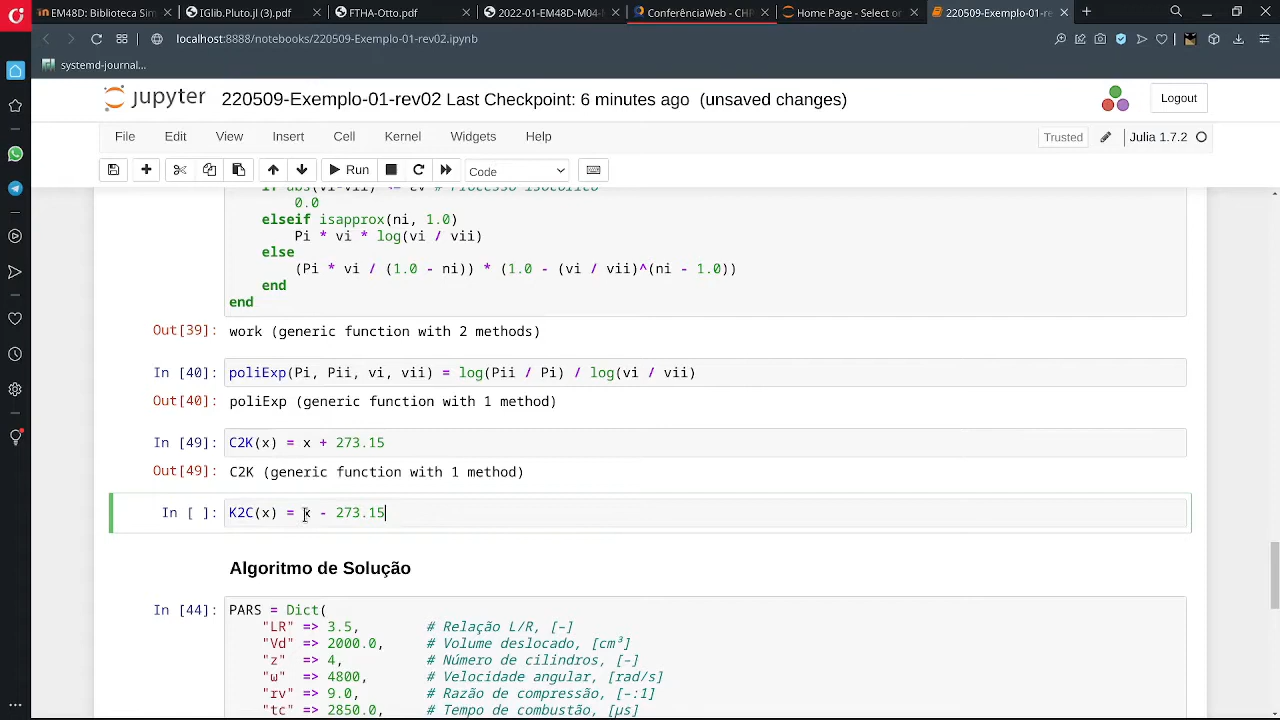 EM48D: Biblioteca Sim
IGlib.Pluto.jl (3).pdf
FTHA-Otto.pdf
2022-01-EM48D-M04-
ConferênciaWeb - CHP
Home Page - Select or
220509-Exemplo-01-re
localhost:8888/notebooks/220509-Exemplo-01-rev02.ipynb
systemd-journal...
jupyter 220509-Exemplo-01-rev02 Last Checkpoint: 6 minutes ago (unsaved changes) Logout
File Edit View Insert Cell Kernel Widgets Help Trusted Julia 1.7.2
Run Code
if abs(vi-vii) <= εv # Processo isocórico
0.0
elseif isapprox(ni, 1.0)
Pi * vi * log(vi / vii)
else
(Pi * vi / (1.0 - ni)) * (1.0 - (vi / vii)^(ni - 1.0))
end
end
Out[39]: work (generic function with 2 methods)
In [40]: poliExp(Pi, Pii, vi, vii) = log(Pii / Pi) / log(vi / vii)
Out[40]: poliExp (generic function with 1 method)
In [49]: C2K(x) = x + 273.15
Out[49]: C2K (generic function with 1 method)
In [ ]: K2C(x) = x - 273.15
Algoritmo de Solução
In [44]: PARS = Dict(
"LR" => 3.5, # Relação L/R, [–]
"Vd" => 2000.0, # Volume deslocado, [cm³]
"z" => 4, # Número de cilindros, [–]
"ω" => 4800, # Velocidade angular, [rad/s]
"rv" => 9.0, # Razão de compressão, [–:1]
"tc" => 2850.0, # Tempo de combustão, [μs]